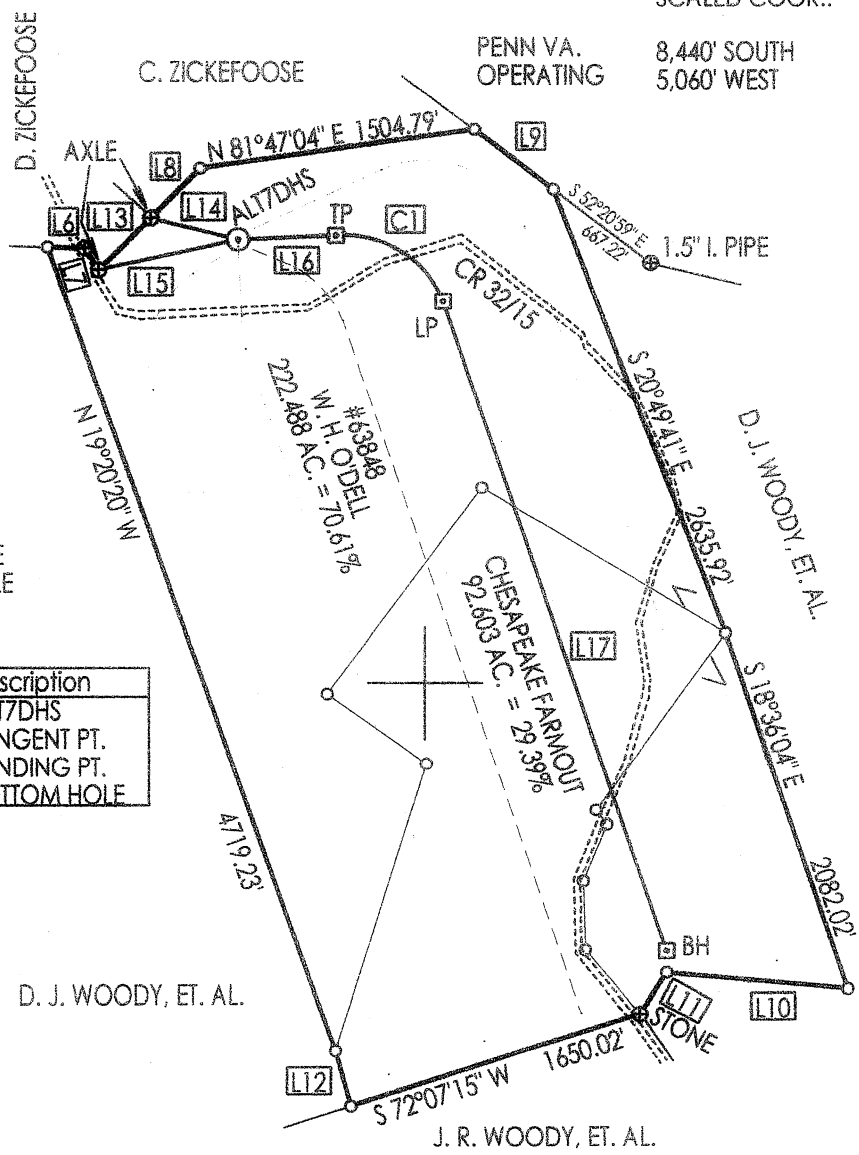 SCALED COOR..
PENN VA.
OPERATING
8,440' SOUTH
5,060' WEST
D. ZICKEFOOSE
C. ZICKEFOOSE
AXLE
L8
N 81°47'04" E 1504.79'
L9
L6
L13
L14
ALT7DHS
TP
C1
S 52°20'59" E
667.22'
1.5" I. PIPE
L7
L15
L16
CR 32/15
LP
N 19°20'20" W
4719.23'
#63848
W. H. O'DELL
222.488 AC. = 70.61%
S 20°49'41" E
2635.92'
D. J. WOODY, ET. AL.
CHESAPEAKE FARMOUT
92.603 AC. = 29.39%
L17
S 18°36'04" E
2082.02'
LE
scription
T7DHS
NGENT PT.
NDING PT.
TTOM HOLE
BH
D. J. WOODY, ET. AL.
L11
L10
STONE
L12
S 72°07'15" W 1650.02'
J. R. WOODY, ET. AL.